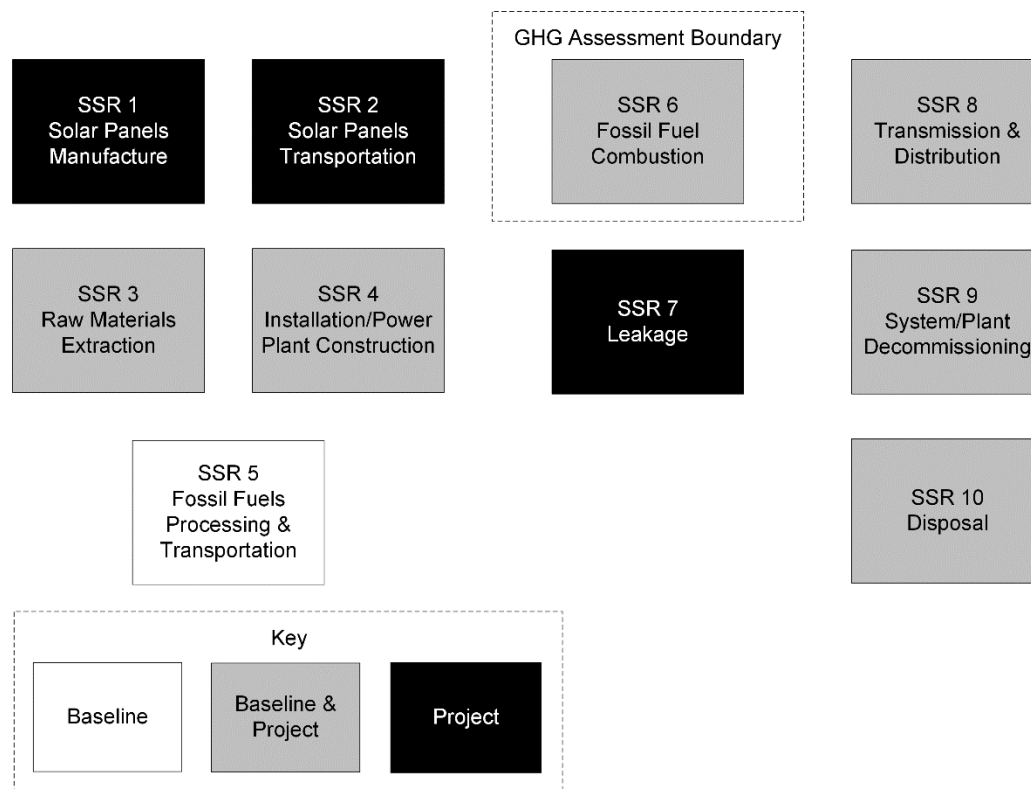 GHG Assessment Boundary
SSR 1
Solar Panels
Manufacture
SSR 2
Solar Panels
Transportation
SSR 6
Fossil Fuel
Combustion
SSR 8
Transmission &
Distribution
SSR 3
Raw Materials
Extraction
SSR 4
Installation/Power
Plant Construction
SSR 7
Leakage
SSR 9
System/Plant
Decommissioning
SSR 5
Fossil Fuels
Processing &
Transportation
SSR 10
Disposal
Key
Baseline
Baseline &
Project
Project